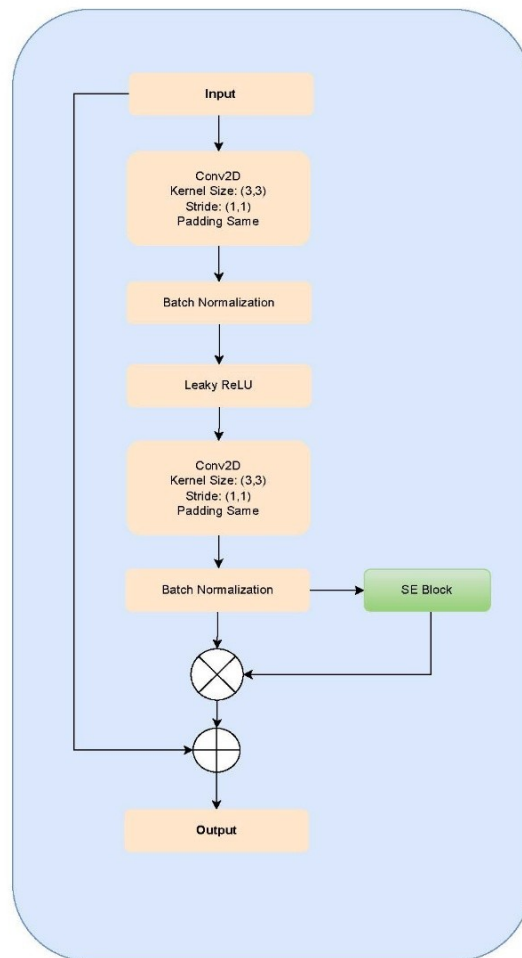 Input
Conv2D
Kernel Size: (3,3)
Stride: (1,1)
Padding Same
Batch Normalization
Leaky ReLU
Conv2D
Kernel Size: (3,3)
Stride: (1,1)
Padding Same
Batch Normalization
SE Block
Output